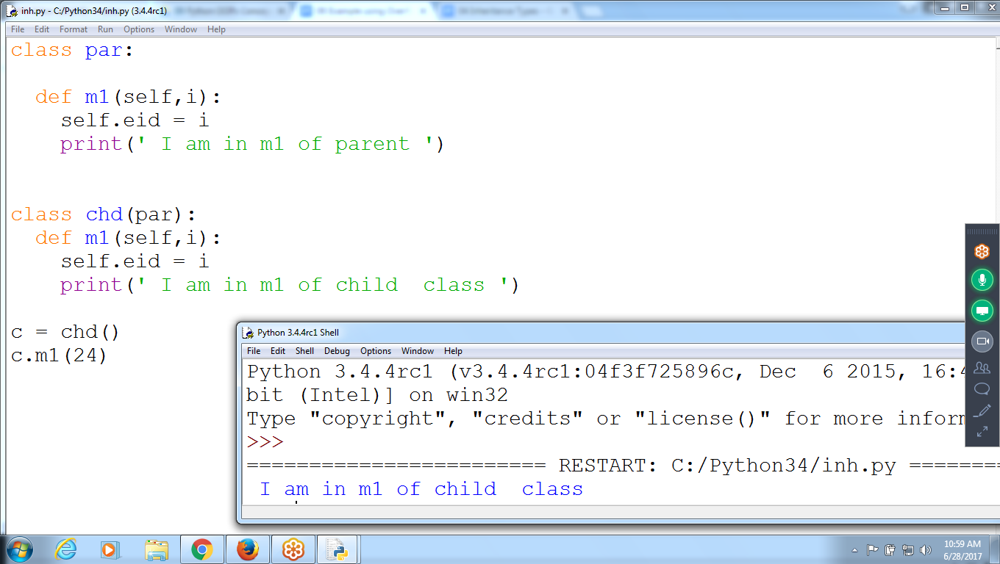 inh.py - C:/Python34/inh.py (3.4.4rc1)
File Edit Format Run Options Window Help
class par:
def m1(self,i):
self.eid = i
print(' I am in m1 of parent ')
class chd(par):
def m1(self,i):
self.eid = i
print(' I am in m1 of child  class ')
c = chd()
c.m1(24)
Python 3.4.4rc1 Shell
File Edit Shell Debug Options Window Help
Python 3.4.4rc1 (v3.4.4rc1:04f3f725896c, Dec  6 2015, 16:4
bit (Intel)] on win32
Type "copyright", "credits" or "license()" for more inform
>>>
======================== RESTART: C:/Python34/inh.py ========
I am in m1 of child  class
10:59 AM
6/28/2017